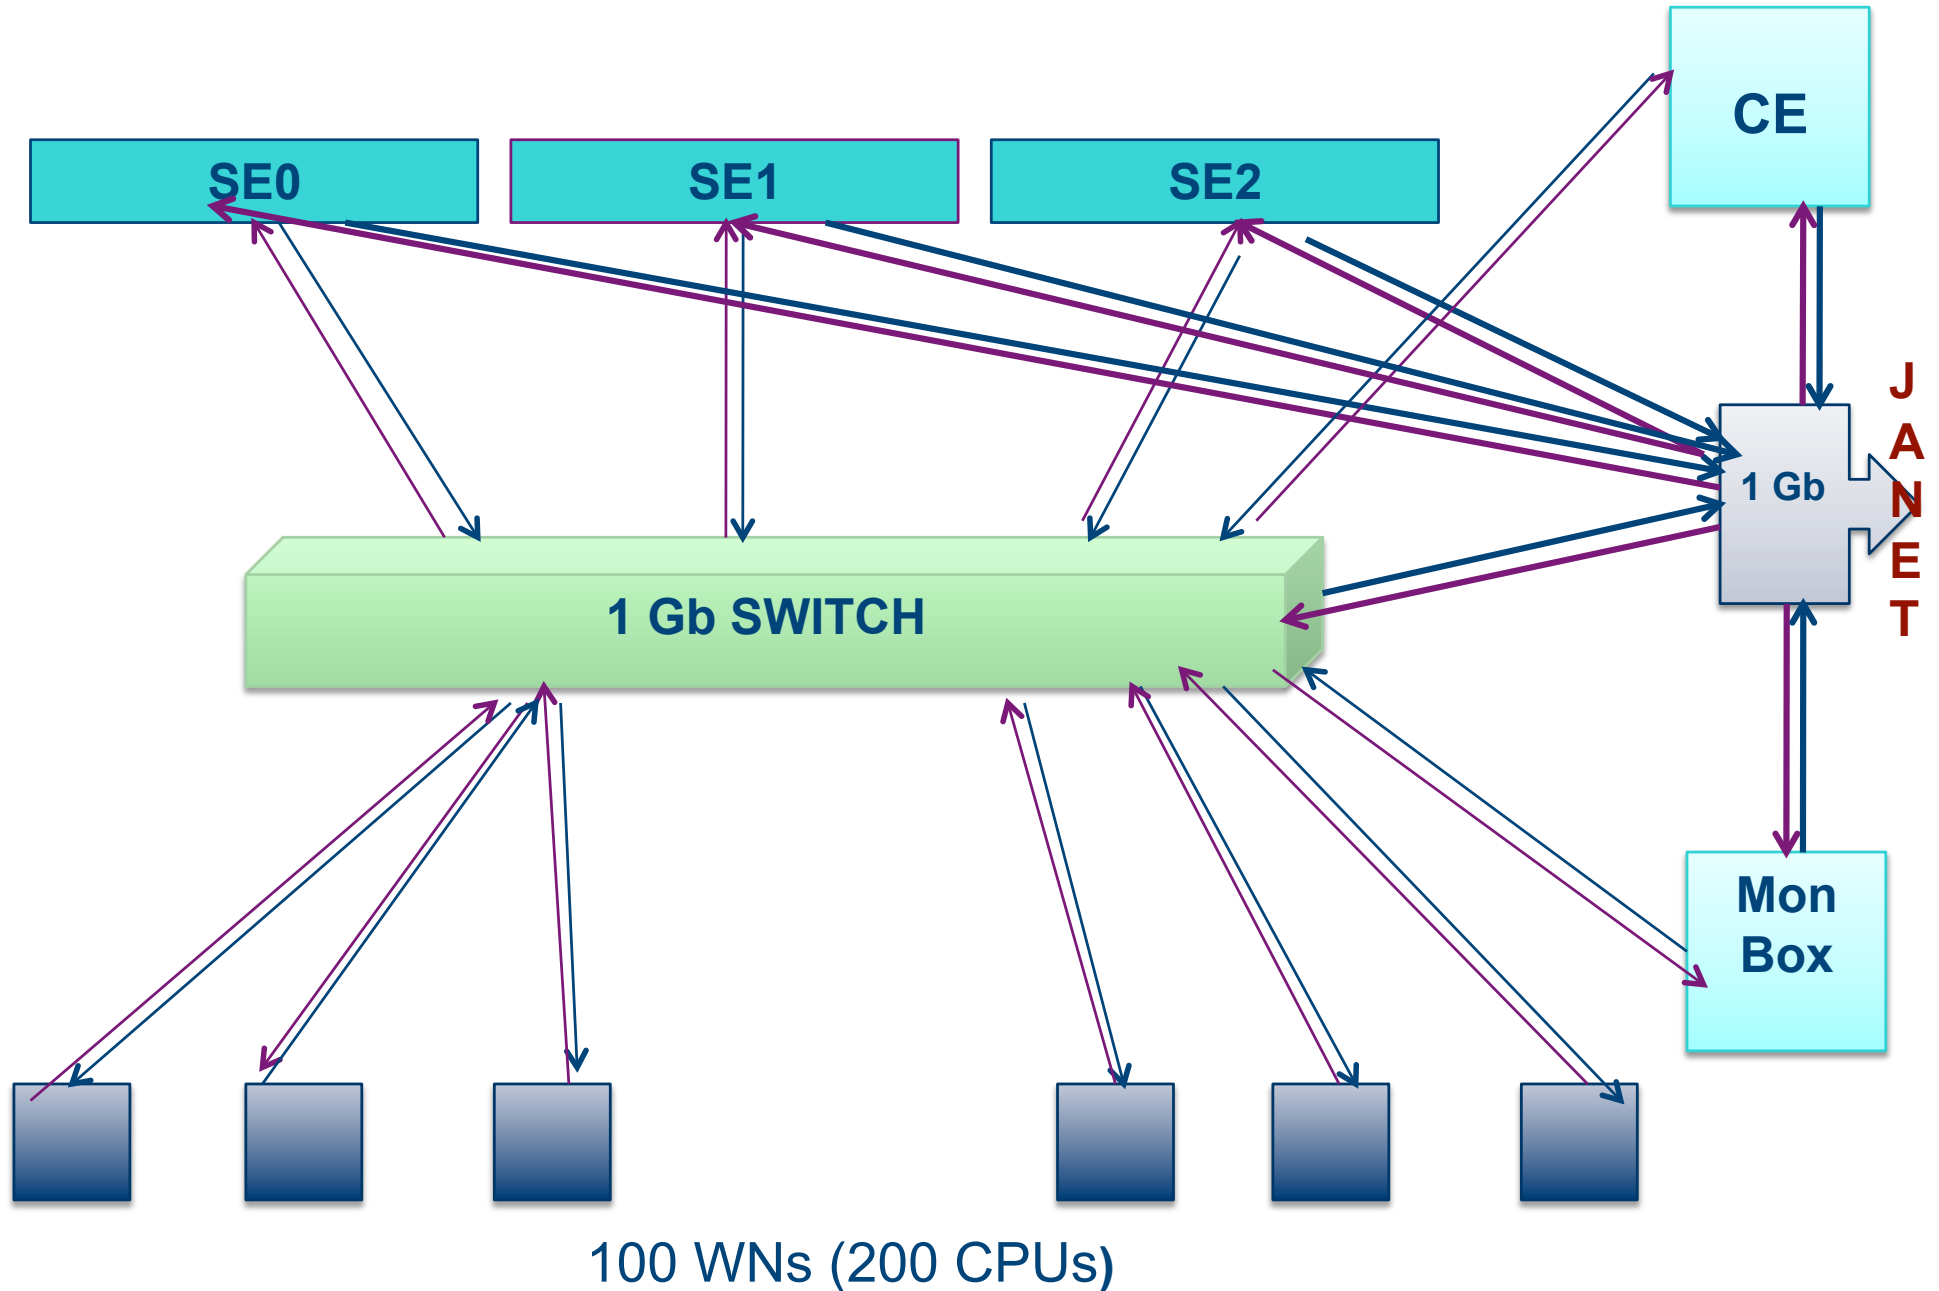 CE
SE0
SE1
SE2
J
A
N
E
T
1 Gb
1 Gb SWITCH
Mon
Box
100 WNs (200 CPUs)